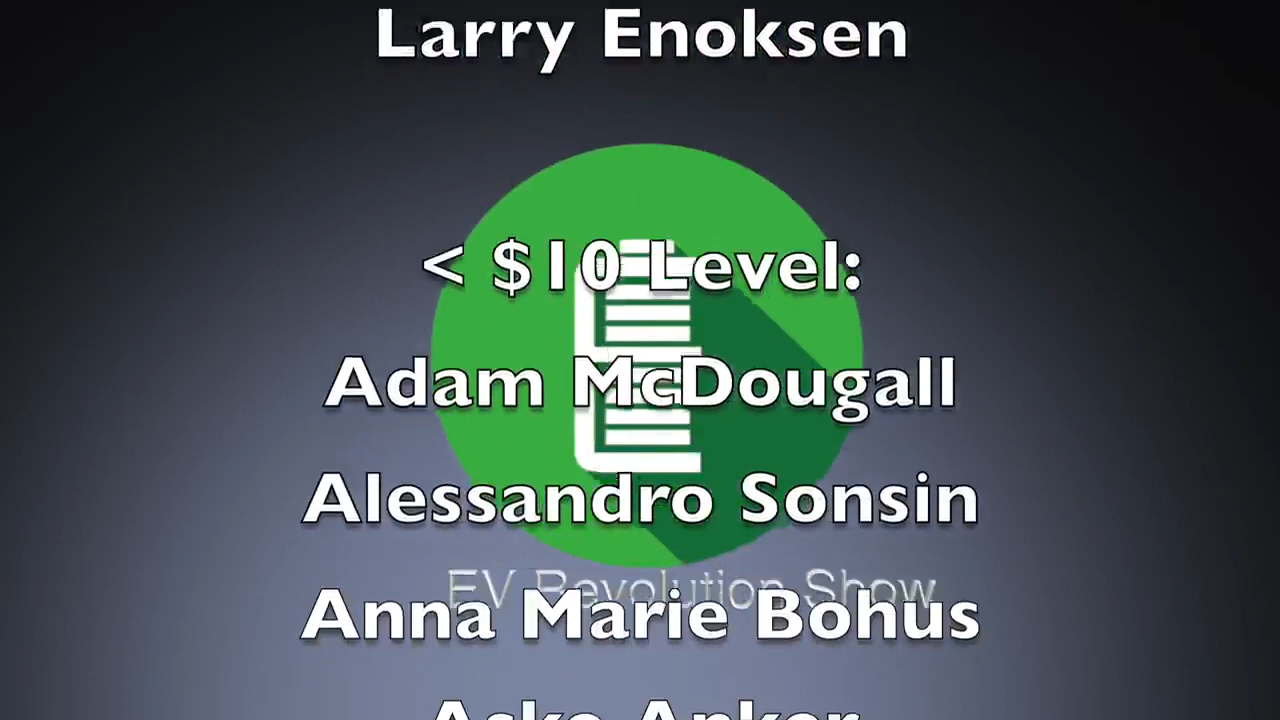 Larry Enoksen
< $10 Level:
Adam McDougall
Alessandro Sonsin
EV Revolution Show
Anna Marie Bohus